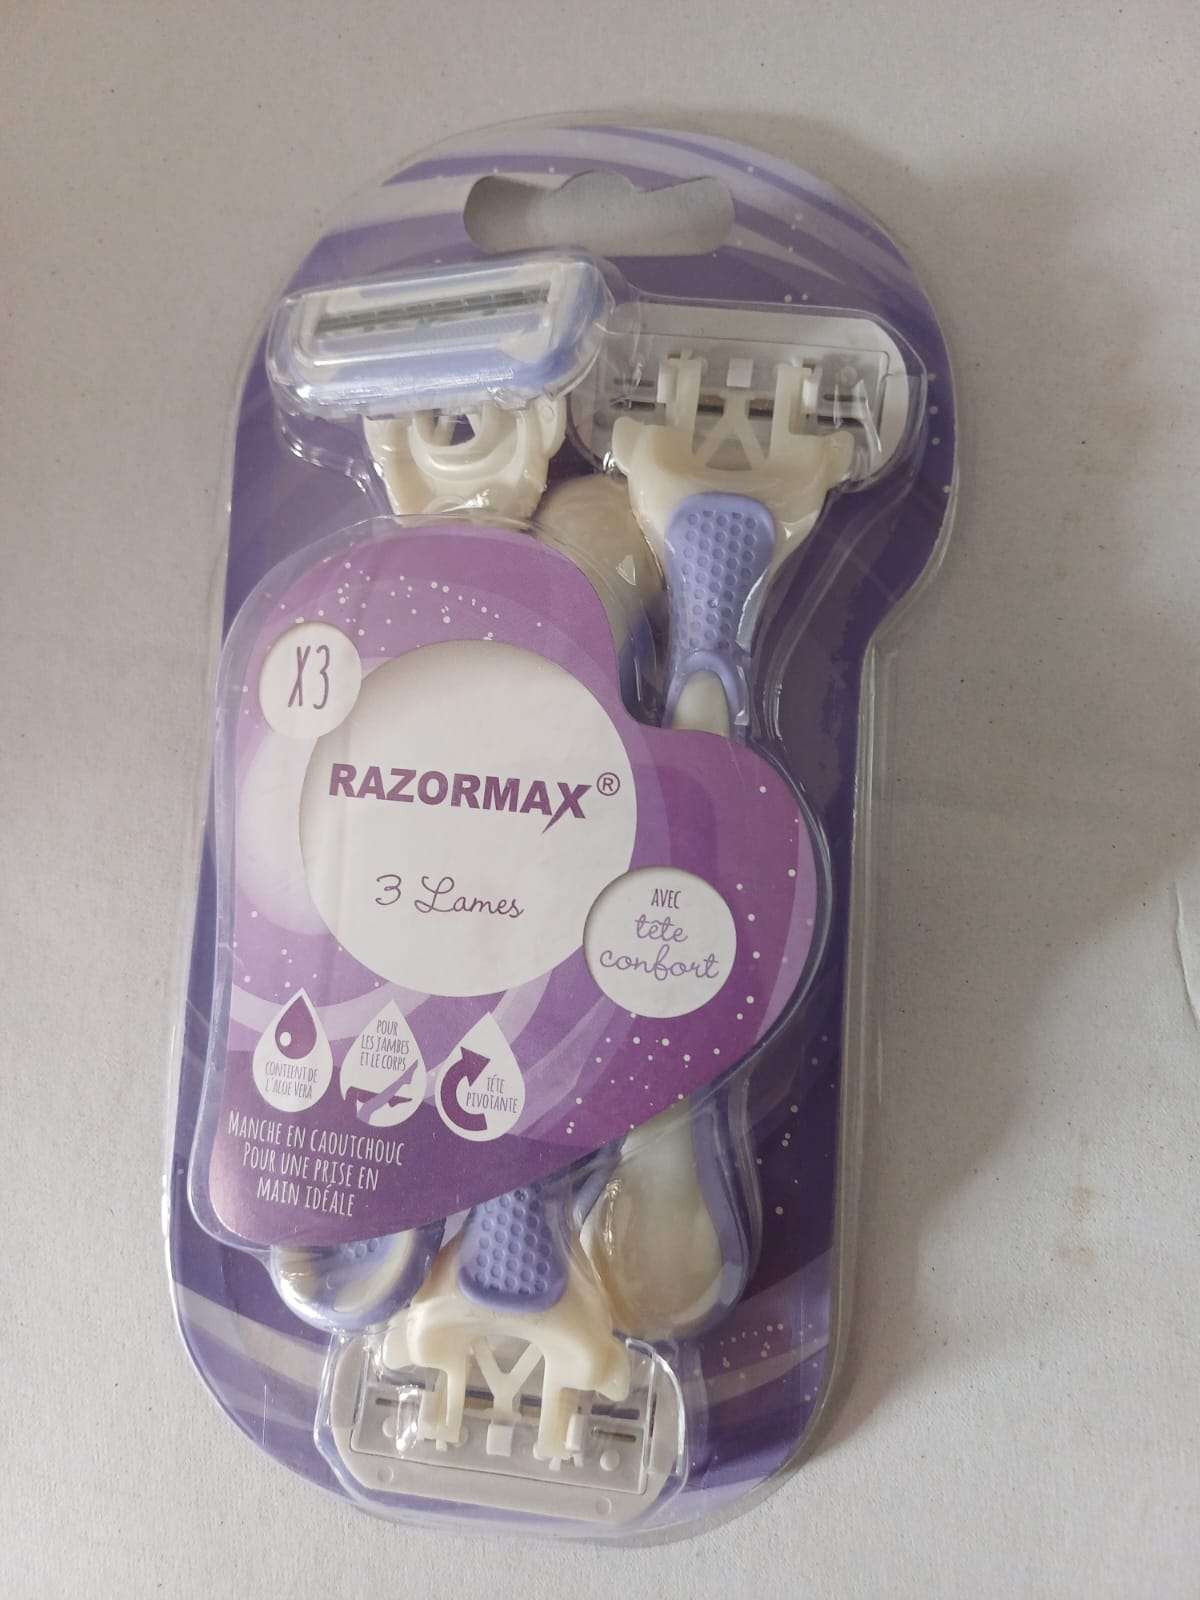 X3
RAZORMAX®
3 Lames
AVEC
tête
confort
CONTIENT DE
L'ALOE VERA
POUR
LES JAMBES
ET LE CORPS
TÊTE
PIVOTANTE
MANCHE EN CAOUTCHOUC
POUR UNE PRISE EN
MAIN IDÉALE